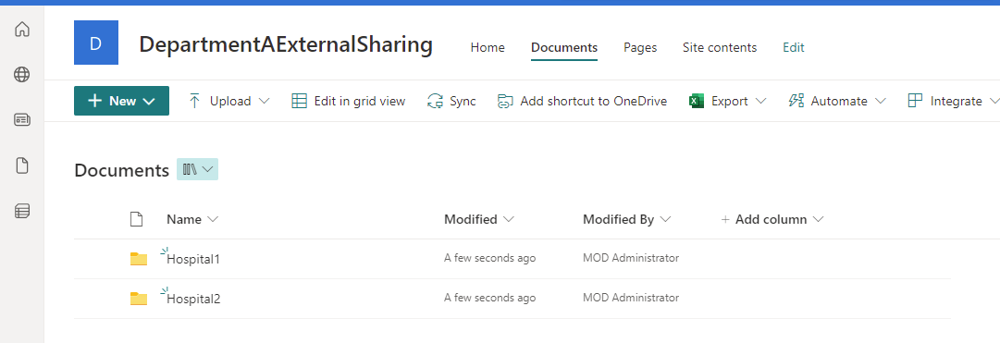 D DepartmentAExternalSharing Home Documents Pages Site contents Edit
+ New Upload Edit in grid view Sync Add shortcut to OneDrive Export Automate Integrate
Documents
Name Modified Modified By + Add column
Hospital1 A few seconds ago MOD Administrator
Hospital2 A few seconds ago MOD Administrator